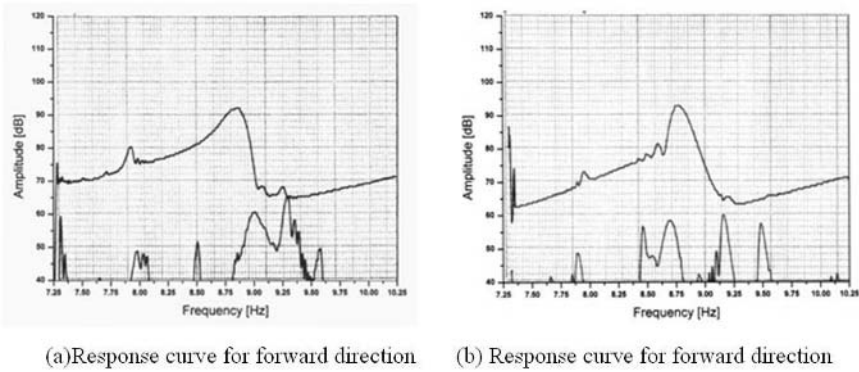 120
110
100
90
80
70
60
50
40
Amplitude [dB]
7.25 7.50 7.75 8.00 8.25 8.50 8.75 9.00 9.25 9.50 9.75 10.00 10.25
Frequency [Hz]
(a)Response curve for forward direction
120
110
100
90
80
70
60
50
40
Amplitude [dB]
7.25 7.50 7.75 8.00 8.25 8.50 8.75 9.00 9.25 9.50 9.75 10.00 10.25
Frequency [Hz]
(b) Response curve for forward direction